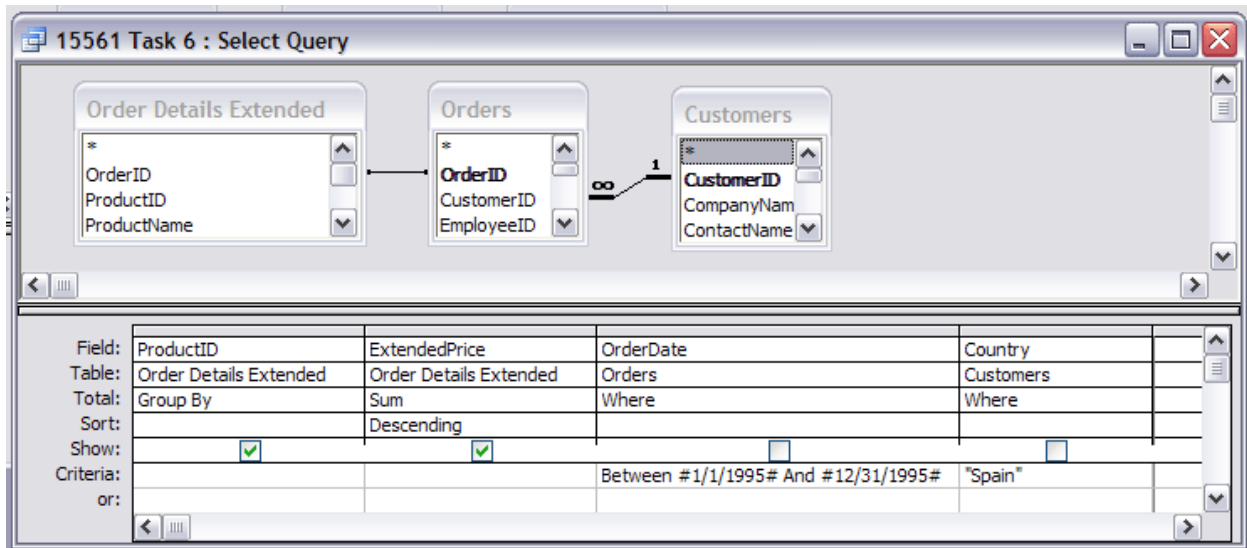 15561 Task 6 : Select Query
Order Details Extended
*
OrderID
ProductID
ProductName
Orders
*
OrderID
CustomerID
EmployeeID
∞
1
Customers
*
CustomerID
CompanyNam
ContactName
Field: ProductID ExtendedPrice OrderDate Country
Table: Order Details Extended Order Details Extended Orders Customers
Total: Group By Sum Where Where
Sort: Descending
Show:
Criteria: Between #1/1/1995# And #12/31/1995# "Spain"
or: